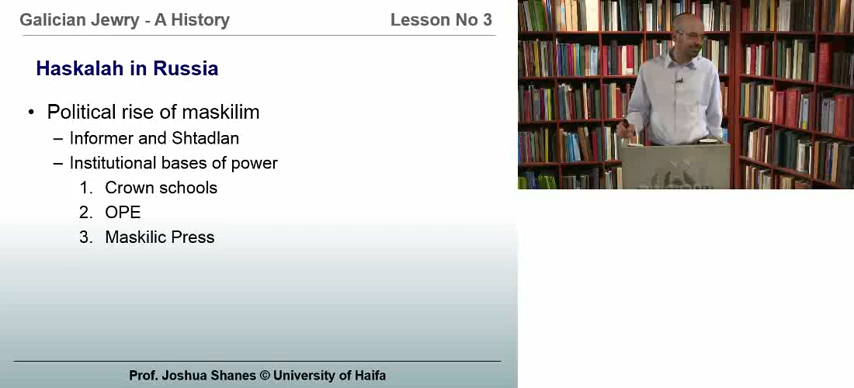 Galician Jewry - A History Lesson No 3
Haskalah in Russia
• Political rise of maskilim
– Informer and Shtadlan
– Institutional bases of power
1. Crown schools
2. OPE
3. Maskilic Press
Prof. Joshua Shanes © University of Haifa